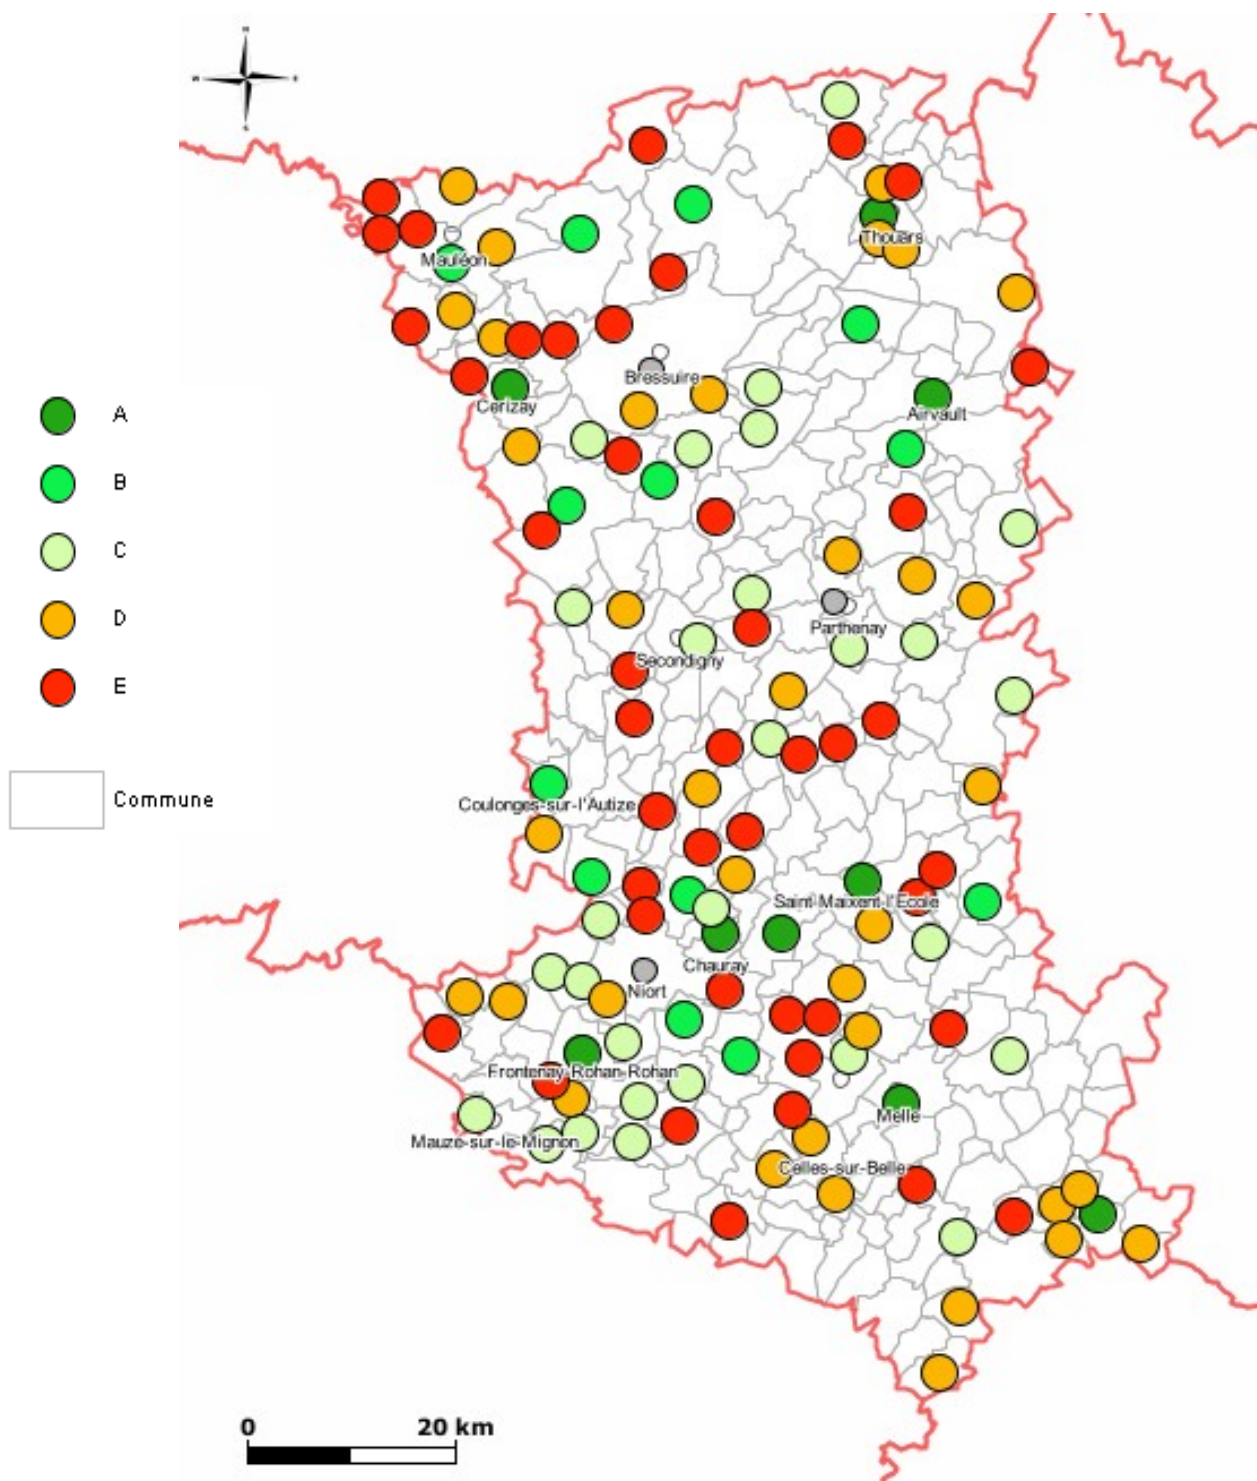 N
W E
S
Thouars
Mauléon
Bressuire
Cerizay
Airvault
A
B
C
D
E
Commune
Parthenay
Secondigny
Coulonges-sur-l'Autize
Saint-Maixent-l'Ecole
Chauray
Niort
Frontenay-Rohan-Rohan
Melle
Mauzé-sur-le-Mignon
Celles-sur-Belle
0 20 km